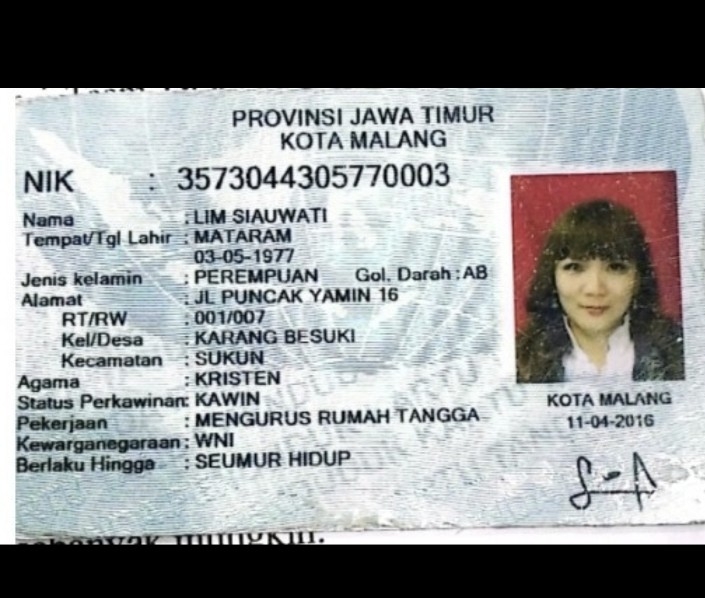 PROVINSI JAWA TIMUR
KOTA MALANG
NIK : 3573044305770003
Nama : LIM SIAUWATI
Tempat/Tgl Lahir : MATARAM
03-05-1977
Jenis kelamin : PEREMPUAN Gol. Darah : AB
Alamat : JL PUNCAK YAMIN 16
RT/RW : 001/007
Kel/Desa : KARANG BESUKI
Kecamatan : SUKUN
Agama : KRISTEN
Status Perkawinan: KAWIN
Pekerjaan : MENGURUS RUMAH TANGGA
Kewarganegaraan : WNI
Berlaku Hingga : SEUMUR HIDUP
KOTA MALANG
11-04-2016